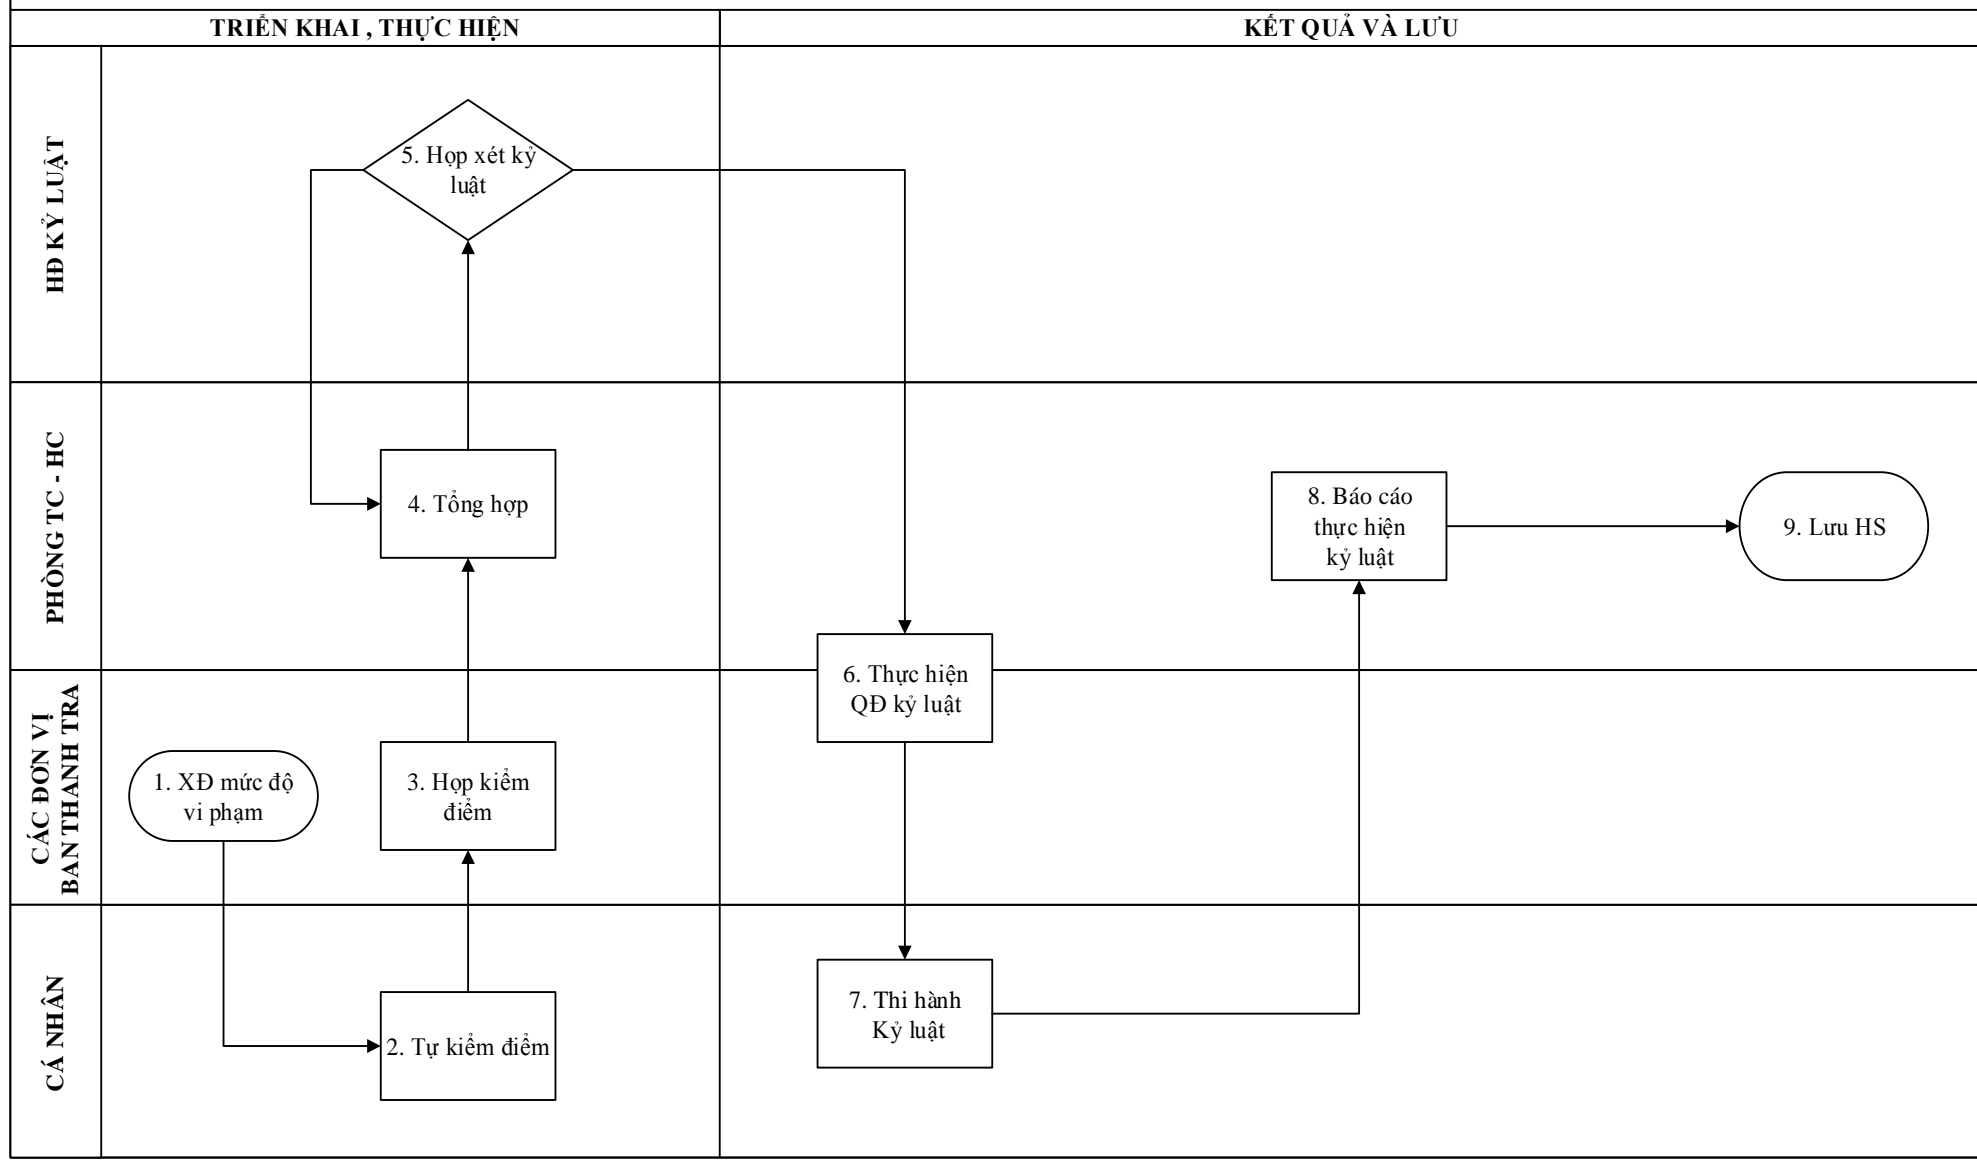 TRIỂN KHAI , THỰC HIỆN
KẾT QUẢ VÀ LƯU
HĐ KỶ LUẬT
5. Họp xét kỷ
luật
PHÒNG TC - HC
4. Tổng hợp
8. Báo cáo
thực hiện
kỷ luật
9. Lưu HS
6. Thực hiện
QĐ kỷ luật
CÁC ĐƠN VỊ
BAN THANH TRA
1. XĐ mức độ
vi phạm
3. Họp kiểm
điểm
CÁ NHÂN
2. Tự kiểm điểm
7. Thi hành
Kỷ luật